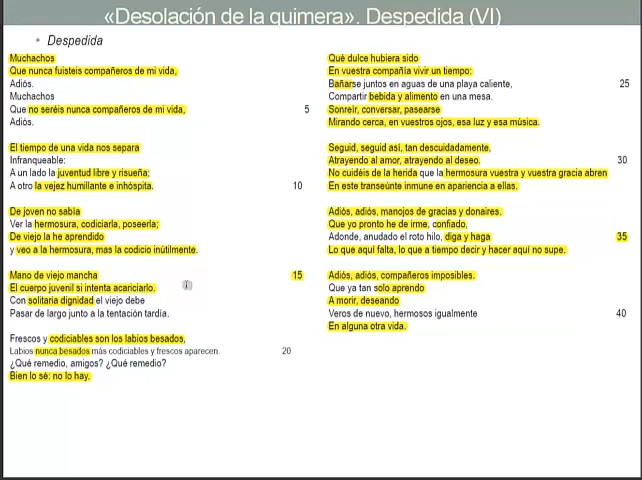 «Desolación de la quimera». Despedida (VI)
• Despedida
Muchachos
Que nunca fuisteis compañeros de mi vida,
Adiós.
Muchachos
Que no seréis nunca compañeros de mi vida, 5
Adiós.
El tiempo de una vida nos separa
Infranqueable:
A un lado la juventud libre y risueña;
A otro la vejez humillante e inhóspita. 10
De joven no sabía
Ver la hermosura, codiciarla, poseerla;
De viejo la he aprendido
y veo a la hermosura, mas la codicio inútilmente.
Mano de viejo mancha 15
El cuerpo juvenil si intenta acariciarlo.
Con solitaria dignidad el viejo debe
Pasar de largo junto a la tentación tardía.
Frescos y codiciables son los labios besados,
Labios nunca besados más codiciables y frescos aparecen. 20
¿Qué remedio, amigos? ¿Qué remedio?
Bien lo sé: no lo hay.
Qué dulce hubiera sido
En vuestra compañía vivir un tiempo:
Bañarse juntos en aguas de una playa caliente, 25
Compartir bebida y alimento en una mesa.
Sonreír, conversar, pasearse
Mirando cerca, en vuestros ojos, esa luz y esa música.
Seguid, seguid así, tan descuidadamente,
Atrayendo al amor, atrayendo al deseo. 30
No cuidéis de la herida que la hermosura vuestra y vuestra gracia abren
En este transeúnte inmune en apariencia a ellas.
Adiós, adiós, manojos de gracias y donaires.
Que yo pronto he de irme, confiado,
Adonde, anudado el roto hilo, diga y haga 35
Lo que aquí falta, lo que a tiempo decir y hacer aquí no supe.
Adiós, adiós, compañeros imposibles.
Que ya tan solo aprendo
A morir, deseando
Veros de nuevo, hermosos igualmente 40
En alguna otra vida.